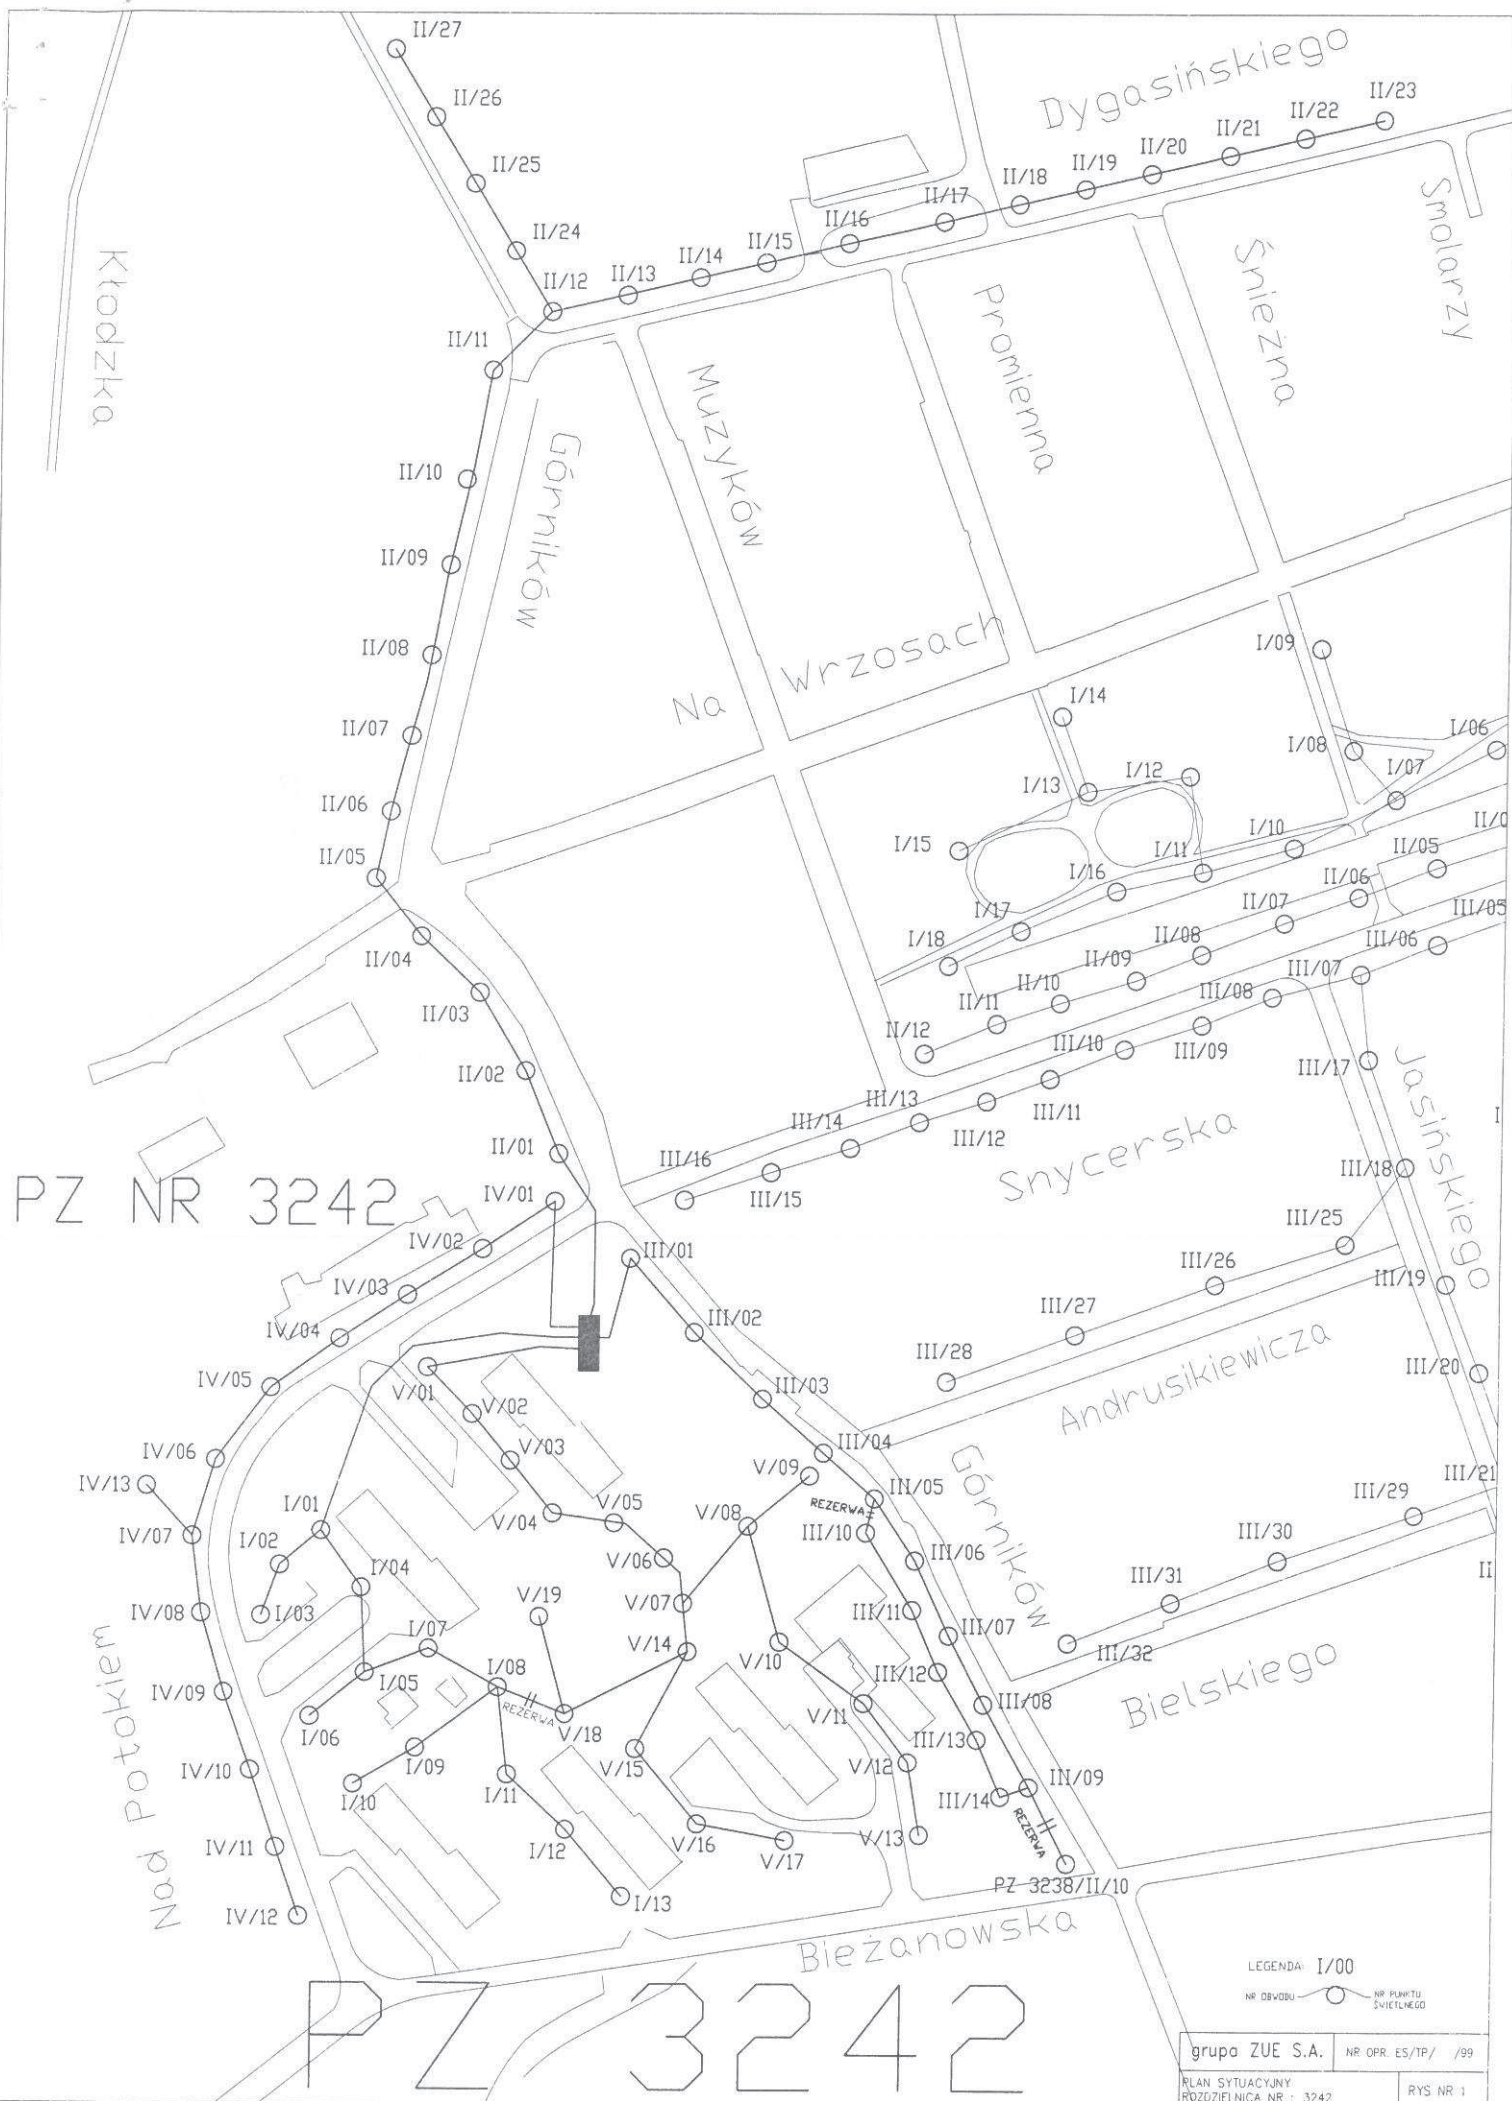 II/27
II/26
II/25
II/24
Dygasińskiego
II/23
II/22
II/21
II/20
II/19
II/18
II/17
II/16
II/15
II/14
II/13
II/12
II/11
Kłodzka
Smolarzy
Śnieżna
Promienna
Muzyków
Górników
II/10
II/09
II/08
II/07
II/06
II/05
II/04
II/03
II/02
II/01
Na Wrzosach
I/09
I/14
I/06
I/08
I/07
I/13
I/12
I/15
I/10
I/11
I/16
I/17
I/18
II/0
II/05
II/06
II/07
II/08
II/09
II/10
II/11
II/12
III/05
III/06
III/07
III/08
III/09
III/10
III/11
III/12
III/13
III/14
III/15
III/16
III/17
Jasińskiego
Snycerska
I
III/18
III/25
III/26
III/27
III/28
III/19
III/20
Andrusikiewicza
III/21
III/29
III/30
III/31
III/32
II
Bielskiego
Górników
PZ NR 3242
IV/01
IV/02
IV/03
IV/04
IV/05
IV/06
IV/13
IV/07
IV/08
IV/09
IV/10
IV/11
IV/12
Nad Potokiem
III/01
III/02
III/03
III/04
III/05
REZERWA
III/10
III/06
III/11
III/07
III/12
III/08
III/13
III/09
III/14
REZERWA
PZ 3238/II/10
V/01
V/02
V/03
V/04
V/05
V/06
V/07
V/08
V/09
V/10
V/11
V/12
V/13
V/14
V/15
V/16
V/17
V/18
V/19
I/01
I/02
I/03
I/04
I/05
I/06
I/07
I/08
REZERWA
I/09
I/10
I/11
I/12
I/13
Bieżanowska
PZ 3242
LEGENDA: I/00
NR OBWODU
NR PUNKTU
ŚWIETLNEGO
grupa ZUE S.A.
NR OPR. ES/TP/ /99
PLAN SYTUACYJNY
ROZDZIELNICA NR : 3242
RYS NR 1